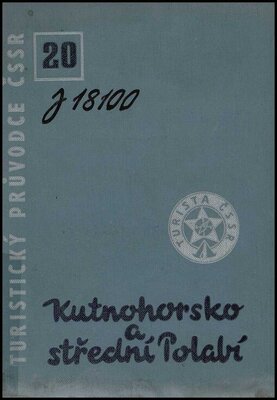 TURISTICKÝ PRŮVODCE ČSSR
20
J 18100
TURISTA ČSSR
Kutnohorsko
a
střední Polabí